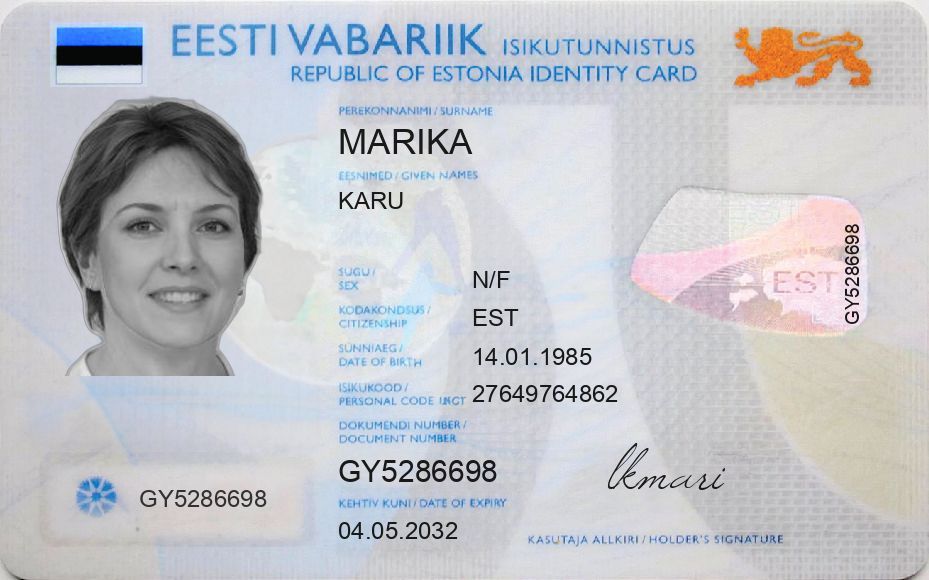 EESTI VABARIIK ISIKUTUNNISTUS
REPUBLIC OF ESTONIA IDENTITY CARD
PEREKONNANIMI / SURNAME
MARIKA
EESNIMED / GIVEN NAMES
KARU
SUGU /
SEX
N/F
KODAKONDSUS /
CITIZENSHIP
EST
SÜNNIAEG /
DATE OF BIRTH
14.01.1985
ISIKUKOOD /
PERSONAL CODE
27649764862
DOKUMENDI NUMBER /
DOCUMENT NUMBER
GY5286698
KEHTIV KUNI / DATE OF EXPIRY
04.05.2032
GY5286698
EST
GY5286698
KASUTAJA ALLKIRI / HOLDER'S SIGNATURE